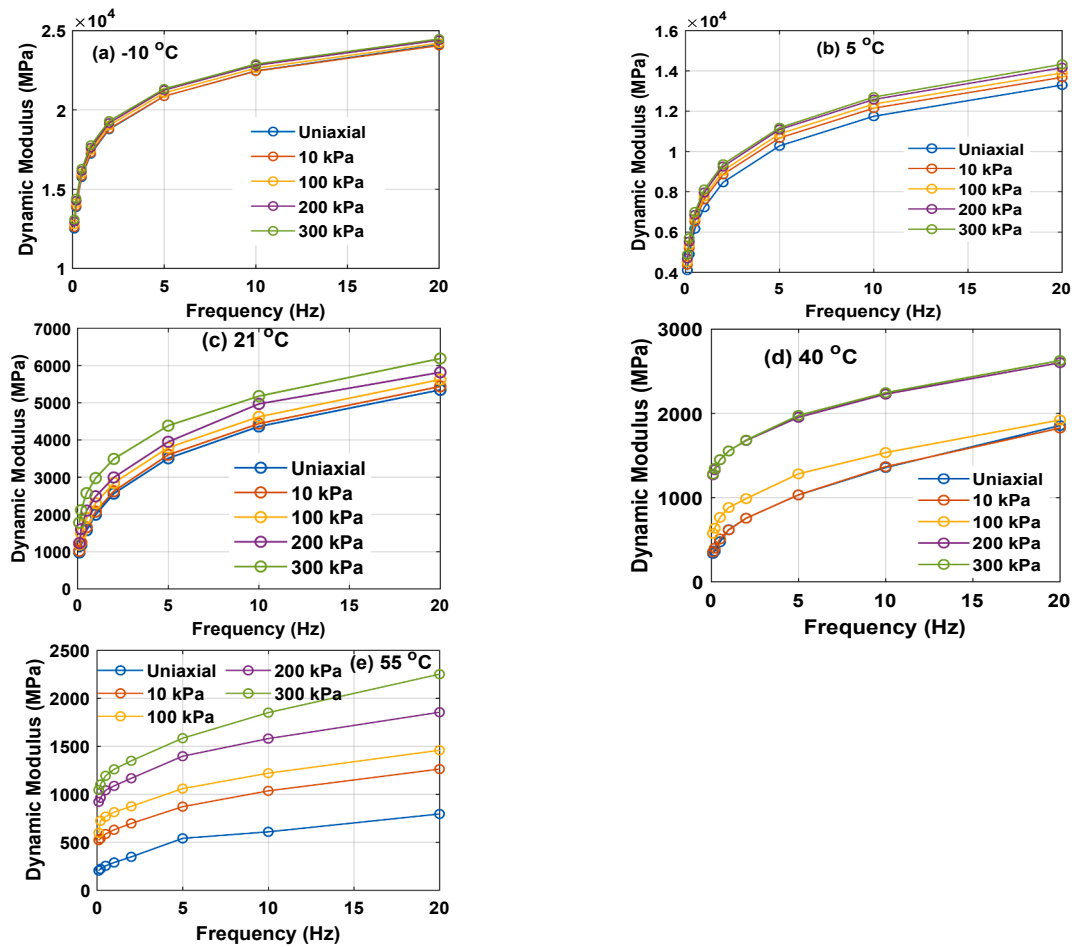 ×10⁴
(a) -10 °C
Dynamic Modulus (MPa)
2.5
2
1.5
1
Uniaxial
10 kPa
100 kPa
200 kPa
300 kPa
0 5 10 15 20
Frequency (Hz)
×10⁴
(b) 5 °C
Dynamic Modulus (MPa)
1.6
1.4
1.2
1
0.8
0.6
0.4
Uniaxial
10 kPa
100 kPa
200 kPa
300 kPa
0 5 10 15 20
Frequency (Hz)
(c) 21 °C
Dynamic Modulus (MPa)
7000
6000
5000
4000
3000
2000
1000
0
Uniaxial
10 kPa
100 kPa
200 kPa
300 kPa
0 5 10 15 20
Frequency (Hz)
(d) 40 °C
Dynamic Modulus (MPa)
3000
2000
1000
0
Uniaxial
10 kPa
100 kPa
200 kPa
300 kPa
0 5 10 15 20
Frequency (Hz)
(e) 55 °C
Dynamic Modulus (MPa)
2500
2000
1500
1000
500
0
Uniaxial
10 kPa
100 kPa
200 kPa
300 kPa
0 5 10 15 20
Frequency (Hz)